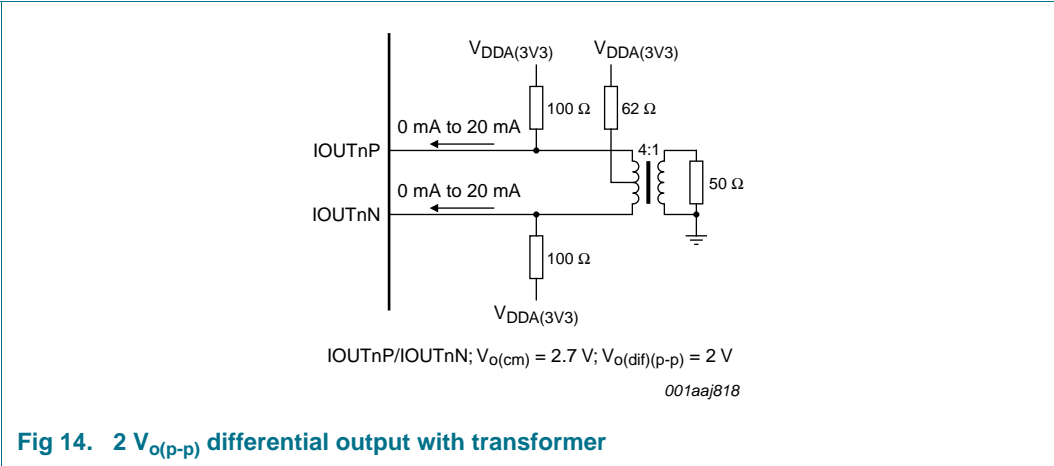 VDDA(3V3) VDDA(3V3)
100 Ω 62 Ω
0 mA to 20 mA
IOUTnP
4:1
0 mA to 20 mA
50 Ω
IOUTnN
100 Ω
VDDA(3V3)
IOUTnP/IOUTnN; Vo(cm) = 2.7 V; Vo(dif)(p-p) = 2 V
001aaj818
Fig 14. 2 Vo(p-p) differential output with transformer